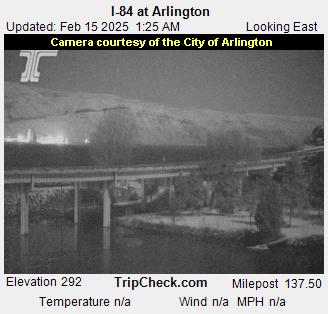 I-84 at Arlington
Updated: Feb 15 2025 1:25 AM Looking East
Camera courtesy of the City of Arlington
Elevation 292 TripCheck.com Milepost 137.50
Temperature n/a Wind n/a MPH n/a